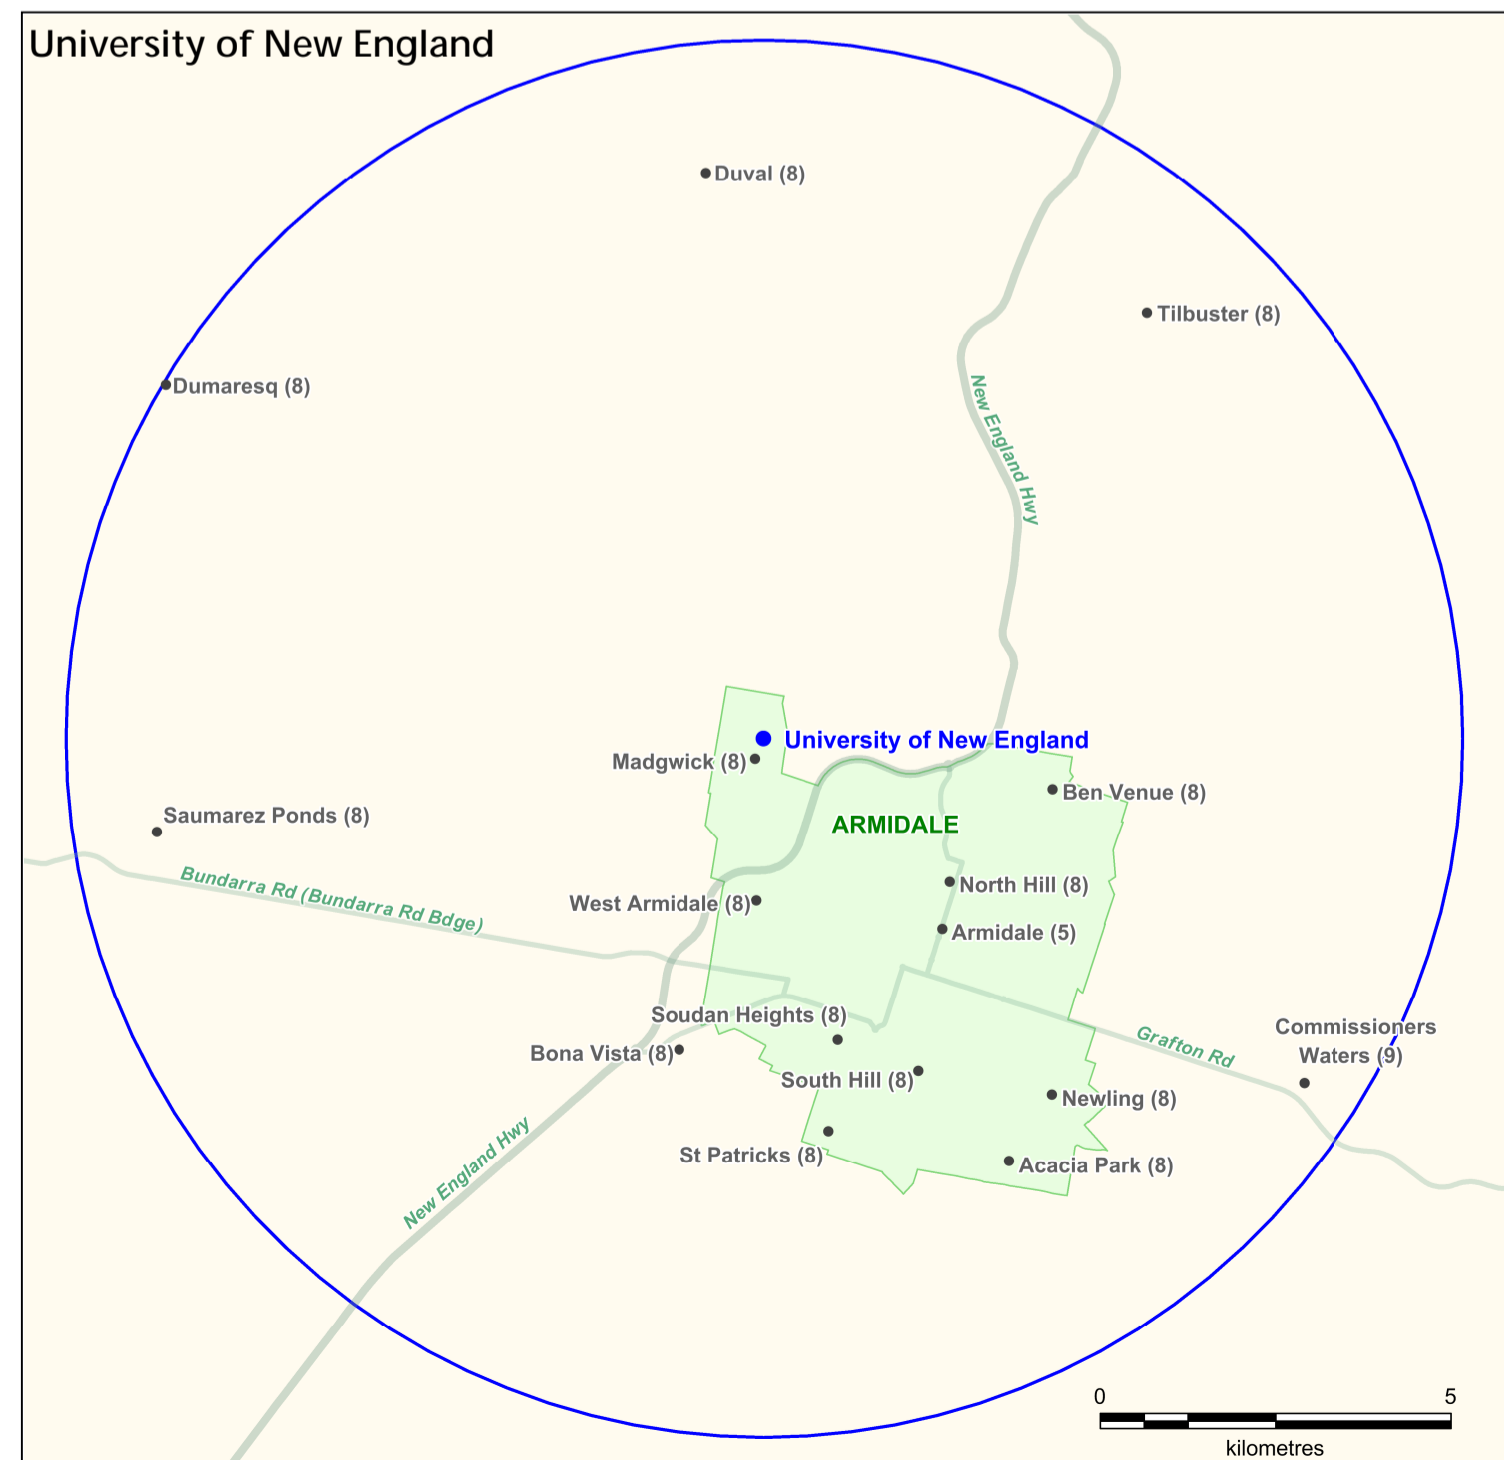 University of New England
Duval (8)
Tilbuster (8)
Dumaresq (8)
New England Hwy
University of New England
Madgwick (8)
Ben Venue (8)
Saumarez Ponds (8)
ARMIDALE
Bundarra Rd (Bundarra Rd Bdge)
North Hill (8)
West Armidale (8)
Armidale (5)
Soudan Heights (8)
Commissioners
Waters (9)
Grafton Rd
Bona Vista (8)
South Hill (8)
Newling (8)
St Patricks (8)
Acacia Park (8)
New England Hwy
0 5
kilometres